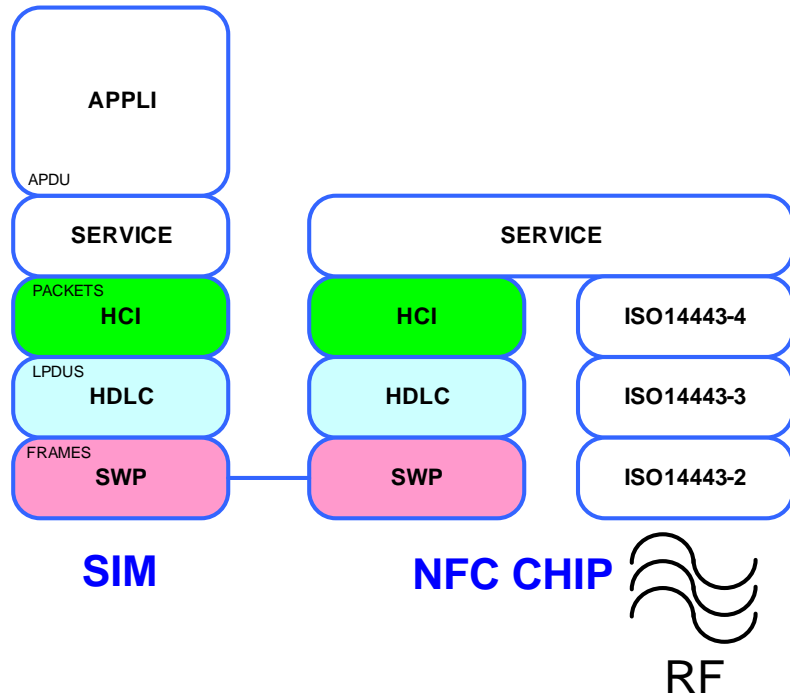 APPLI
APDU
SERVICE
SERVICE
PACKETS
HCI
HCI
ISO14443-4
LPDUS
HDLC
HDLC
ISO14443-3
FRAMES
SWP
SWP
ISO14443-2
SIM
NFC CHIP
RF